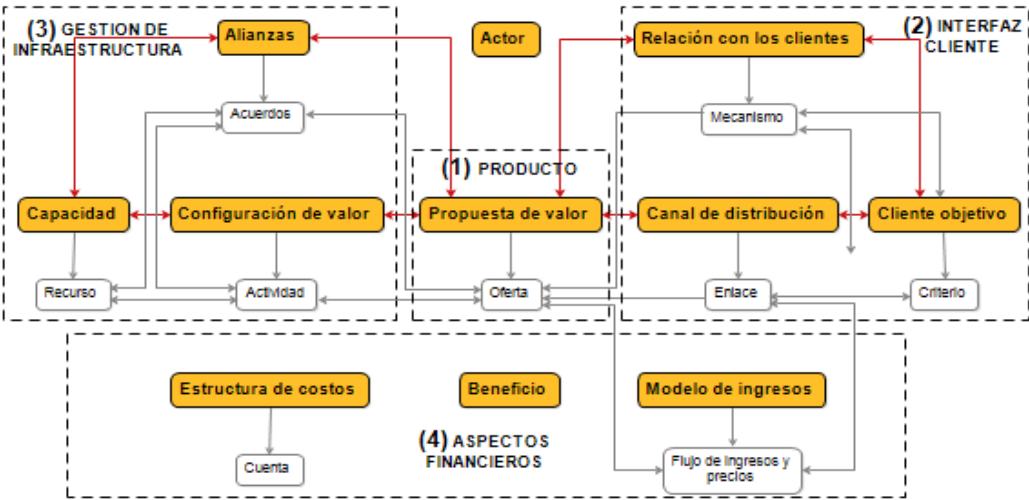 (3) GESTION DE
INFRAESTRUCTURA
Alianzas
Actor
Relación con los clientes
(2) INTERFAZ
CLIENTE
Acuerdos
Mecanismo
(1) PRODUCTO
Capacidad
Configuración de valor
Propuesta de valor
Canal de distribución
Cliente objetivo
Recurso
Actividad
Oferta
Enlace
Criterio
Estructura de costos
Beneficio
Modelo de ingresos
(4) ASPECTOS
FINANCIEROS
Cuenta
Flujo de ingresos y
precios